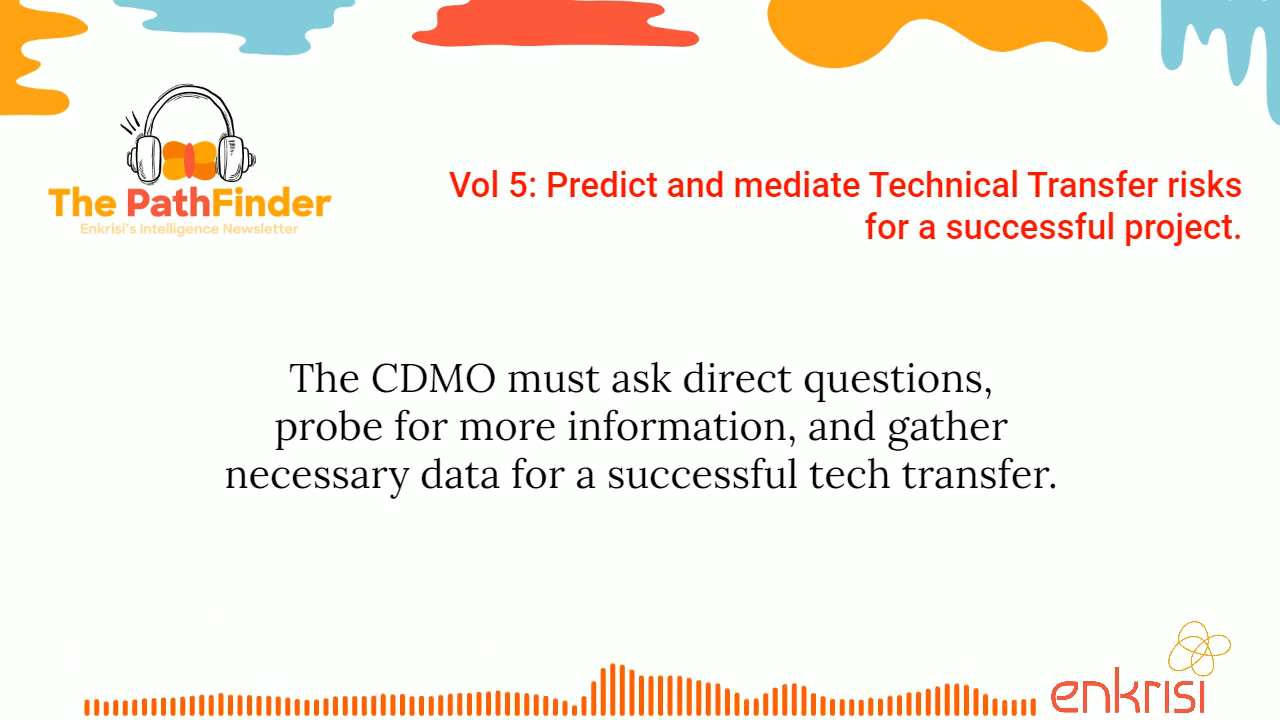 The PathFinder
Enkrisi's Intelligence Newsletter
Vol 5: Predict and mediate Technical Transfer risks
for a successful project.
The CDMO must ask direct questions,
probe for more information, and gather
necessary data for a successful tech transfer.
enkrisi